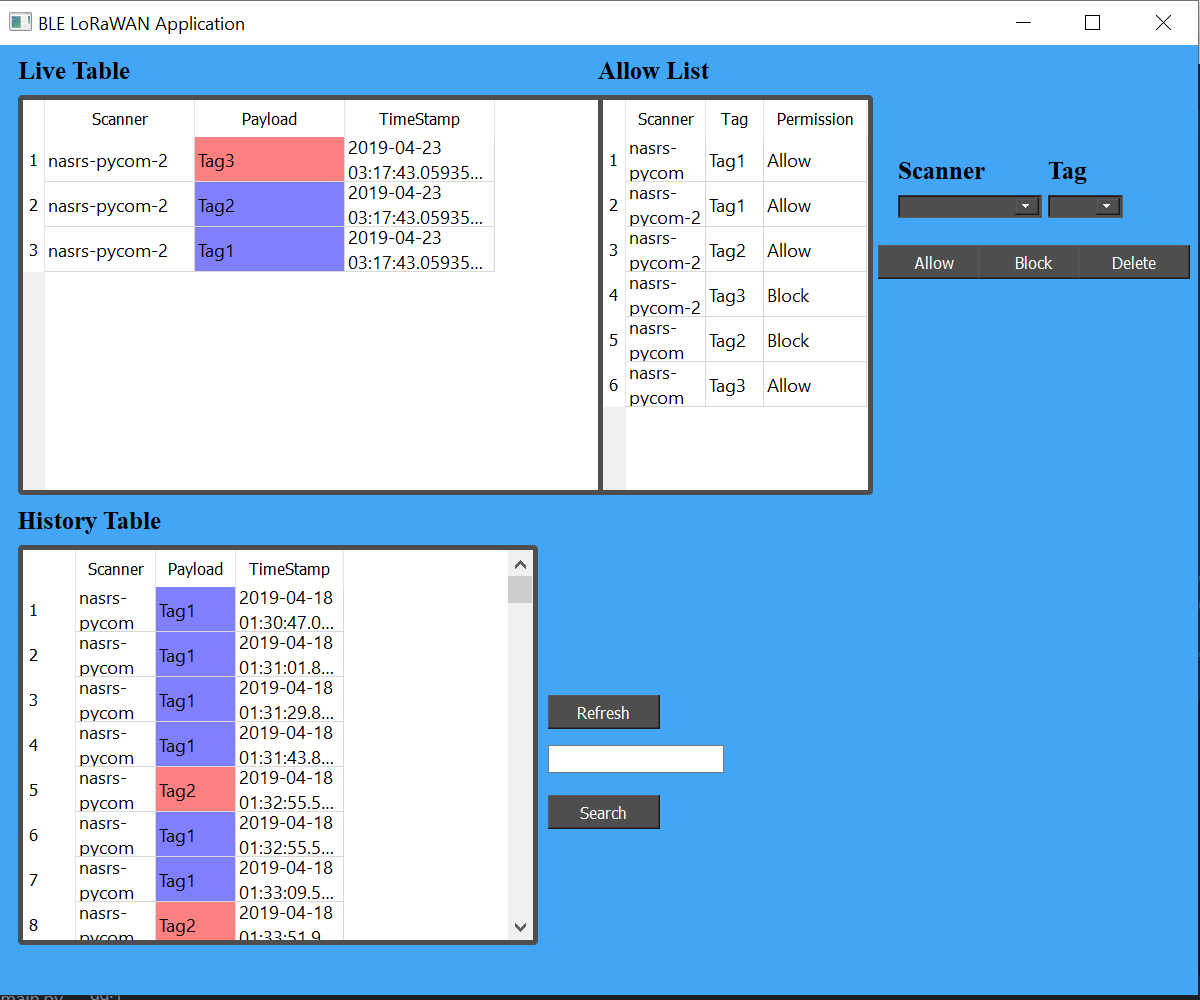 BLE LoRaWAN Application
Live Table
Scanner Payload TimeStamp
1 nasrs-pycom-2 Tag3 2019-04-23
03:17:43.05935...
2 nasrs-pycom-2 Tag2 2019-04-23
03:17:43.05935...
3 nasrs-pycom-2 Tag1 2019-04-23
03:17:43.05935...
Allow List
Scanner Tag Permission
1 nasrs-
pycom Tag1 Allow
2 nasrs-
pycom-2 Tag1 Allow
3 nasrs-
pycom-2 Tag2 Allow
4 nasrs-
pycom-2 Tag3 Block
5 nasrs-
pycom Tag2 Block
6 nasrs-
pycom Tag3 Allow
Scanner Tag
Allow Block Delete
History Table
Scanner Payload TimeStamp
1 nasrs-
pycom Tag1 2019-04-18
01:30:47.0...
2 nasrs-
pycom Tag1 2019-04-18
01:31:01.8...
3 nasrs-
pycom Tag1 2019-04-18
01:31:29.8...
4 nasrs-
pycom Tag1 2019-04-18
01:31:43.8...
5 nasrs-
pycom Tag2 2019-04-18
01:32:55.5...
6 nasrs-
pycom Tag1 2019-04-18
01:32:55.5...
7 nasrs-
pycom Tag1 2019-04-18
01:33:09.5...
8 nasrs-
pycom Tag2 2019-04-18
01:33:51.9
Refresh
Search
main.py